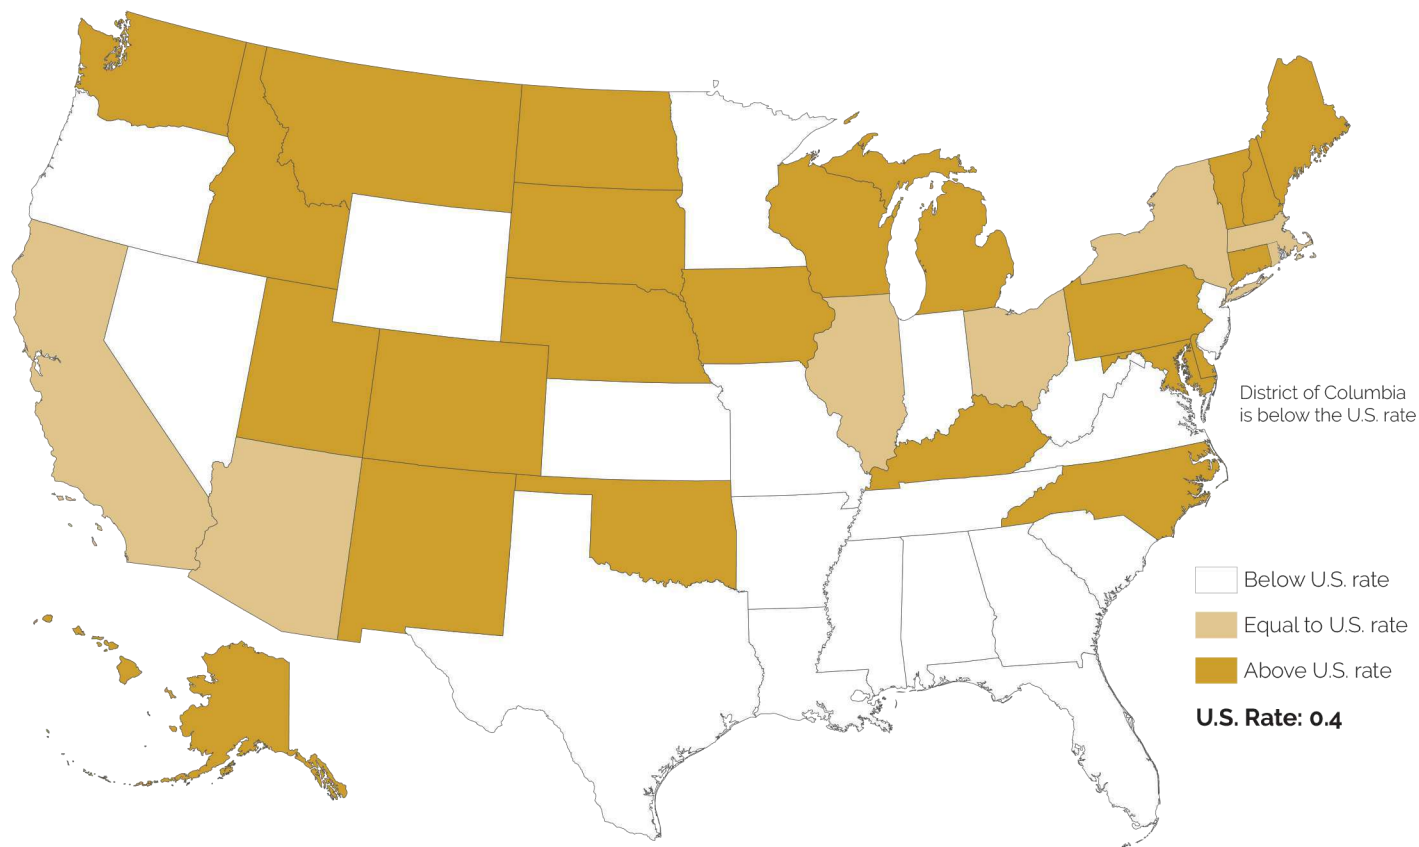 District of Columbia
is below the U.S. rate
Below U.S. rate
Equal to U.S. rate
Above U.S. rate
U.S. Rate: 0.4